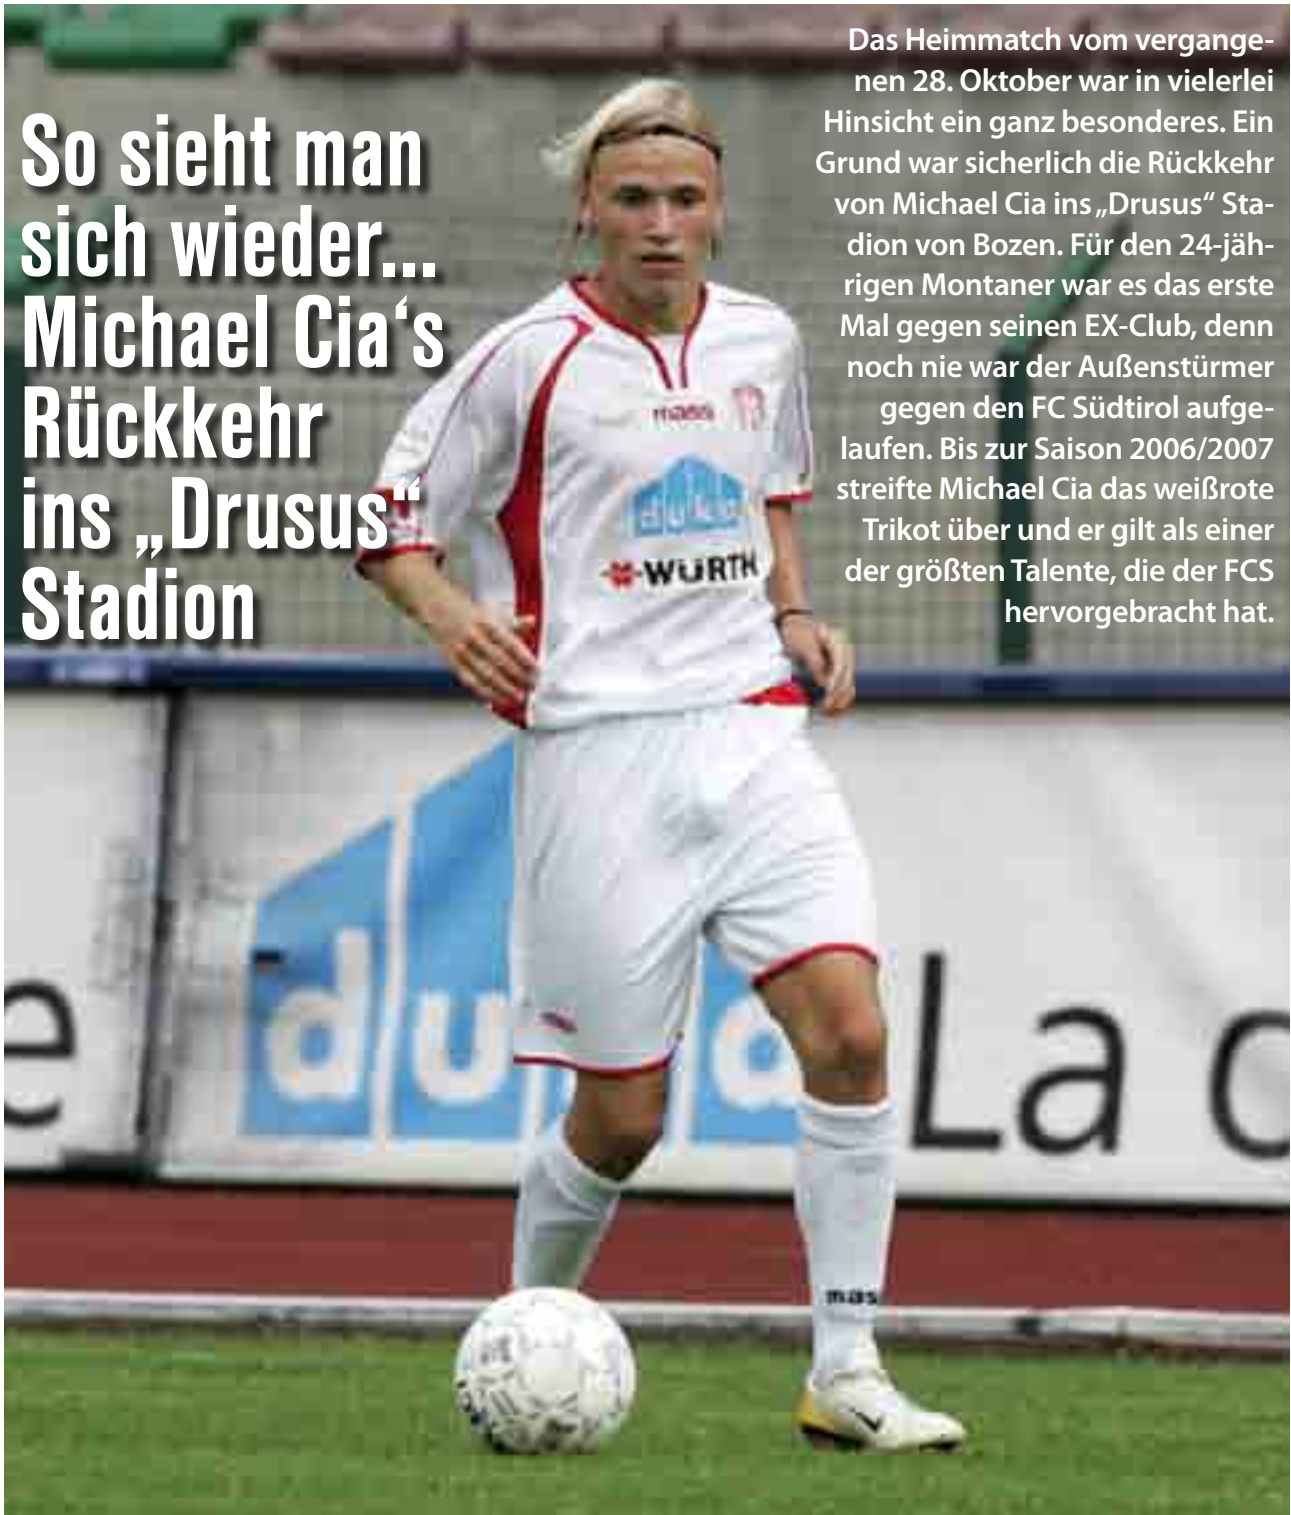 So sieht man
sich wieder...
Michael Cia‘s
Rückkehr
ins „Drusus“
Stadion
Das Heimmatch vom vergange-
nen 28. Oktober war in vielerlei
Hinsicht ein ganz besonderes. Ein
Grund war sicherlich die Rückkehr
von Michael Cia ins „Drusus“ Sta-
dion von Bozen. Für den 24-jäh-
rigen Montaner war es das erste
Mal gegen seinen EX-Club, denn
noch nie war der Außenstürmer
gegen den FC Südtirol aufge-
laufen. Bis zur Saison 2006/2007
streifte Michael Cia das weißrote
Trikot über und er gilt als einer
der größten Talente, die der FCS
hervorgebracht hat.
mass
duka
WÜRTH
e
du a
La c
mas